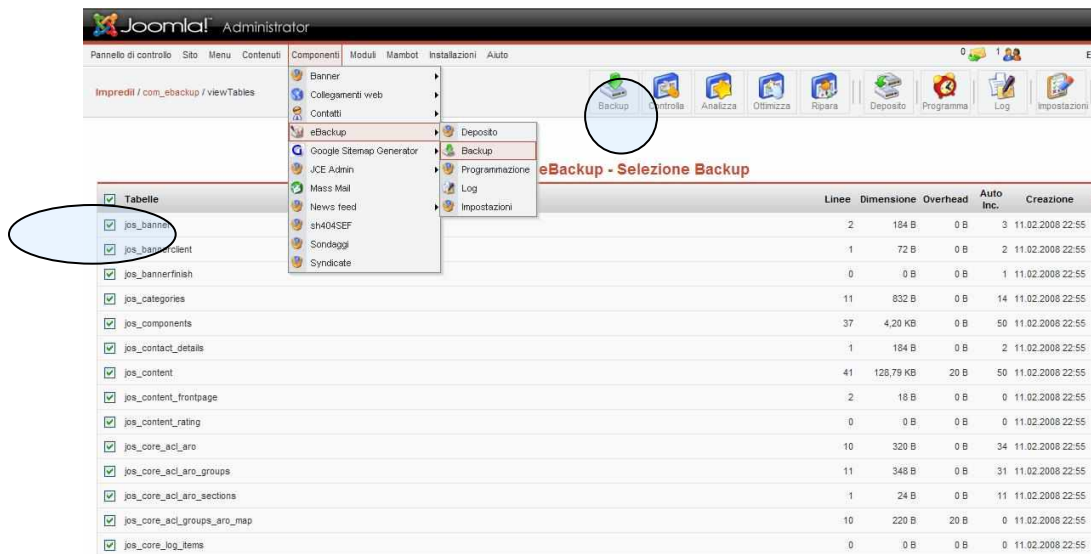 Joomla! Administrator
Pannello di controllo Sito Menu Contenuti Componenti Moduli Mambot Installazioni Aiuto 0 1
Impredil / com_ebackup / viewTables
Backup Controlla Analizza Ottimizza Ripara Deposito Programma Log Impostazioni
Banner
Collegamenti web
Contatti
eBackup
Google Sitemap Generator
JCE Admin
Mass Mail
News feed
sh404SEF
Sondaggi
Syndicate
Deposito
Backup
Programmazione
Log
Impostazioni
eBackup - Selezione Backup
Tabelle Linee Dimensione Overhead Auto Inc. Creazione
jos_banner 2 184 B 0 B 3 11.02.2008 22:55
jos_bannerclient 1 72 B 0 B 2 11.02.2008 22:55
jos_bannerfinish 0 0 B 0 B 1 11.02.2008 22:55
jos_categories 11 832 B 0 B 14 11.02.2008 22:55
jos_components 37 4,20 KB 0 B 50 11.02.2008 22:55
jos_contact_details 1 184 B 0 B 2 11.02.2008 22:55
jos_content 41 128,79 KB 20 B 50 11.02.2008 22:55
jos_content_frontpage 2 18 B 0 B 0 11.02.2008 22:55
jos_content_rating 0 0 B 0 B 0 11.02.2008 22:55
jos_core_acl_aro 10 320 B 0 B 34 11.02.2008 22:55
jos_core_acl_aro_groups 11 348 B 0 B 31 11.02.2008 22:55
jos_core_acl_aro_sections 1 24 B 0 B 11 11.02.2008 22:55
jos_core_acl_groups_aro_map 10 220 B 20 B 0 11.02.2008 22:55
jos_core_log_items 0 0 B 0 B 0 11.02.2008 22:55